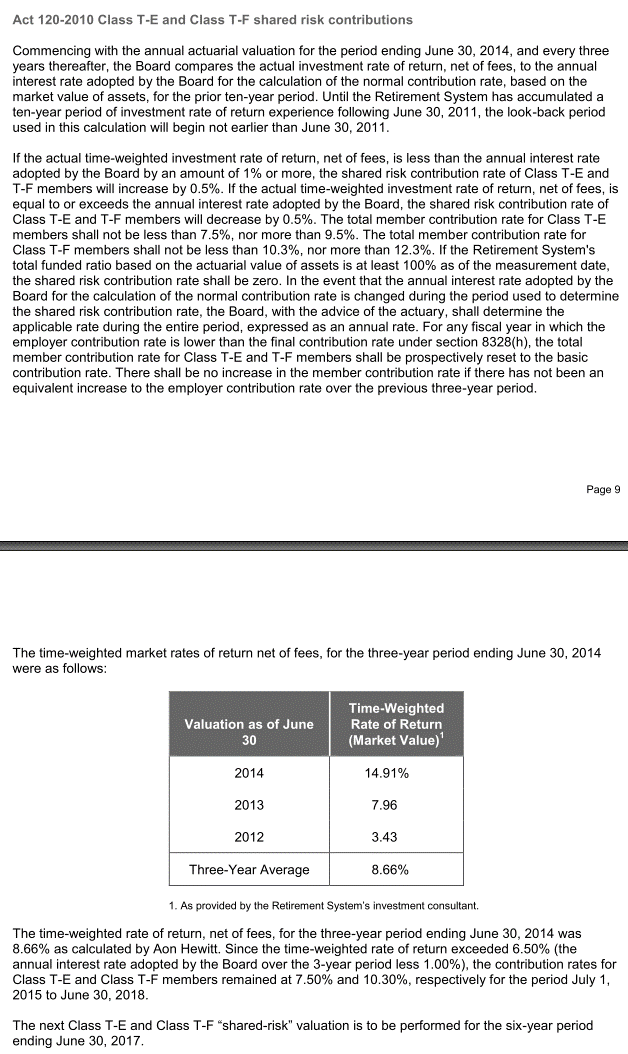 Act 120-2010 Class T-E and Class T-F shared risk contributions
Commencing with the annual actuarial valuation for the period ending June 30, 2014, and every three
years thereafter, the Board compares the actual investment rate of return, net of fees, to the annual
interest rate adopted by the Board for the calculation of the normal contribution rate, based on the
market value of assets, for the prior ten-year period. Until the Retirement System has accumulated a
ten-year period of investment rate of return experience following June 30, 2011, the look-back period
used in this calculation will begin not earlier than June 30, 2011.
If the actual time-weighted investment rate of return, net of fees, is less than the annual interest rate
adopted by the Board by an amount of 1% or more, the shared risk contribution rate of Class T-E and
T-F members will increase by 0.5%. If the actual time-weighted investment rate of return, net of fees, is
equal to or exceeds the annual interest rate adopted by the Board, the shared risk contribution rate of
Class T-E and T-F members will decrease by 0.5%. The total member contribution rate for Class T-E
members shall not be less than 7.5%, nor more than 9.5%. The total member contribution rate for
Class T-F members shall not be less than 10.3%, nor more than 12.3%. If the Retirement System's
total funded ratio based on the actuarial value of assets is at least 100% as of the measurement date,
the shared risk contribution rate shall be zero. In the event that the annual interest rate adopted by the
Board for the calculation of the normal contribution rate is changed during the period used to determine
the shared risk contribution rate, the Board, with the advice of the actuary, shall determine the
applicable rate during the entire period, expressed as an annual rate. For any fiscal year in which the
employer contribution rate is lower than the final contribution rate under section 8328(h), the total
member contribution rate for Class T-E and T-F members shall be prospectively reset to the basic
contribution rate. There shall be no increase in the member contribution rate if there has not been an
equivalent increase to the employer contribution rate over the previous three-year period.
Page 9
The time-weighted market rates of return net of fees, for the three-year period ending June 30, 2014
were as follows:
Valuation as of June
30
Time-Weighted
Rate of Return
(Market Value)1
2014 14.91%
2013 7.96
2012 3.43
Three-Year Average 8.66%
1. As provided by the Retirement System's investment consultant.
The time-weighted rate of return, net of fees, for the three-year period ending June 30, 2014 was
8.66% as calculated by Aon Hewitt. Since the time-weighted rate of return exceeded 6.50% (the
annual interest rate adopted by the Board over the 3-year period less 1.00%), the contribution rates for
Class T-E and Class T-F members remained at 7.50% and 10.30%, respectively for the period July 1,
2015 to June 30, 2018.
The next Class T-E and Class T-F “shared-risk” valuation is to be performed for the six-year period
ending June 30, 2017.